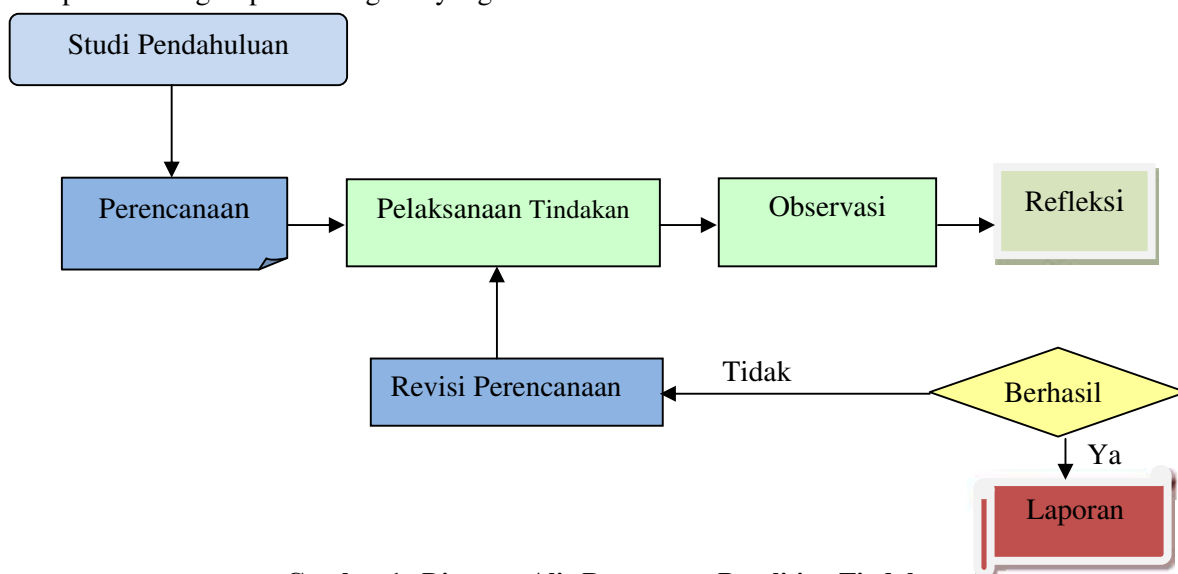 Studi Pendahuluan
Perencanaan
Pelaksanaan Tindakan
Observasi
Refleksi
Revisi Perencanaan
Tidak
Berhasil
Ya
Laporan